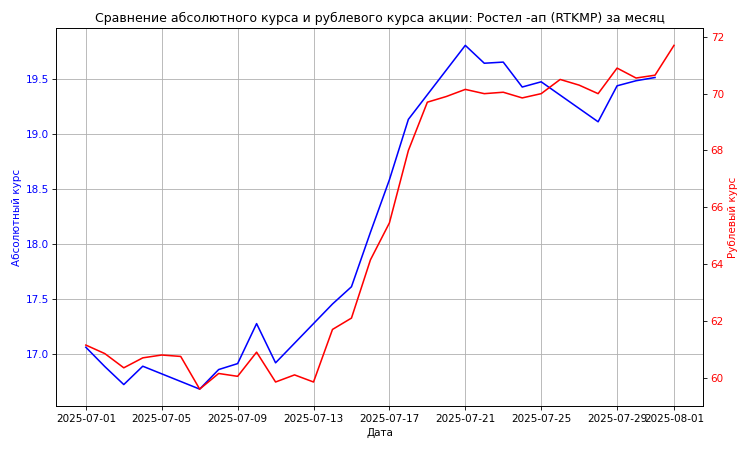 Сравнение абсолютного курса и рублевого курса акции: Ростел -ап (RTKMP) за месяц
19.5
19.0
18.5
18.0
17.5
17.0
Абсолютный курс
72
70
68
66
64
62
60
Рублевый курс
2025-07-01 2025-07-05 2025-07-09 2025-07-13 2025-07-17 2025-07-21 2025-07-25 2025-07-29 2025-08-01
Дата